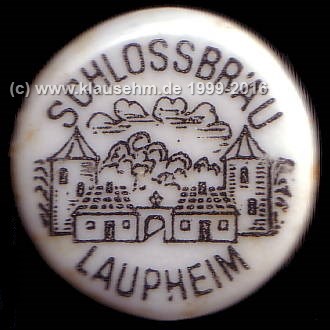 SCHLOSSBRÄU
(c) www.klausehm.de 1999-2016
LAUPHEIM